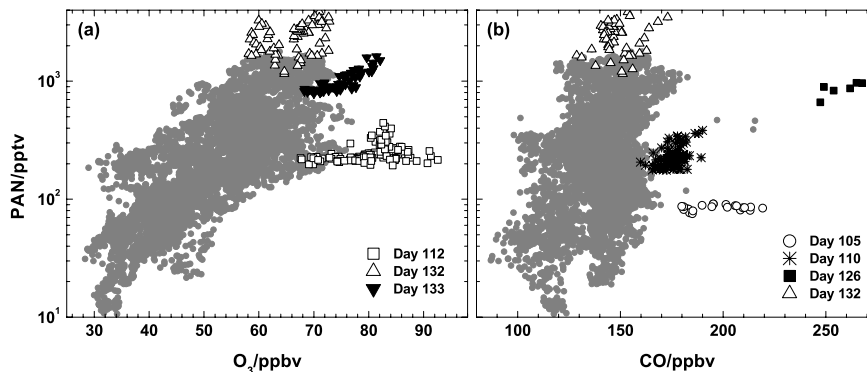 (a)
(b)
PAN/pptv
10³
10²
10¹
Day 112
Day 132
Day 133
Day 105
Day 110
Day 126
Day 132
30 40 50 60 70 80 90
100 150 200 250
O₃/ppbv
CO/ppbv